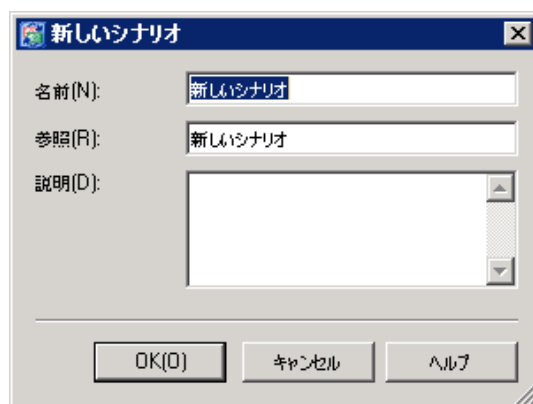 新しいシナリオ
名前(N): 新しいシナリオ
参照(R): 新しいシナリオ
説明(D):
OK(O) キャンセル ヘルプ